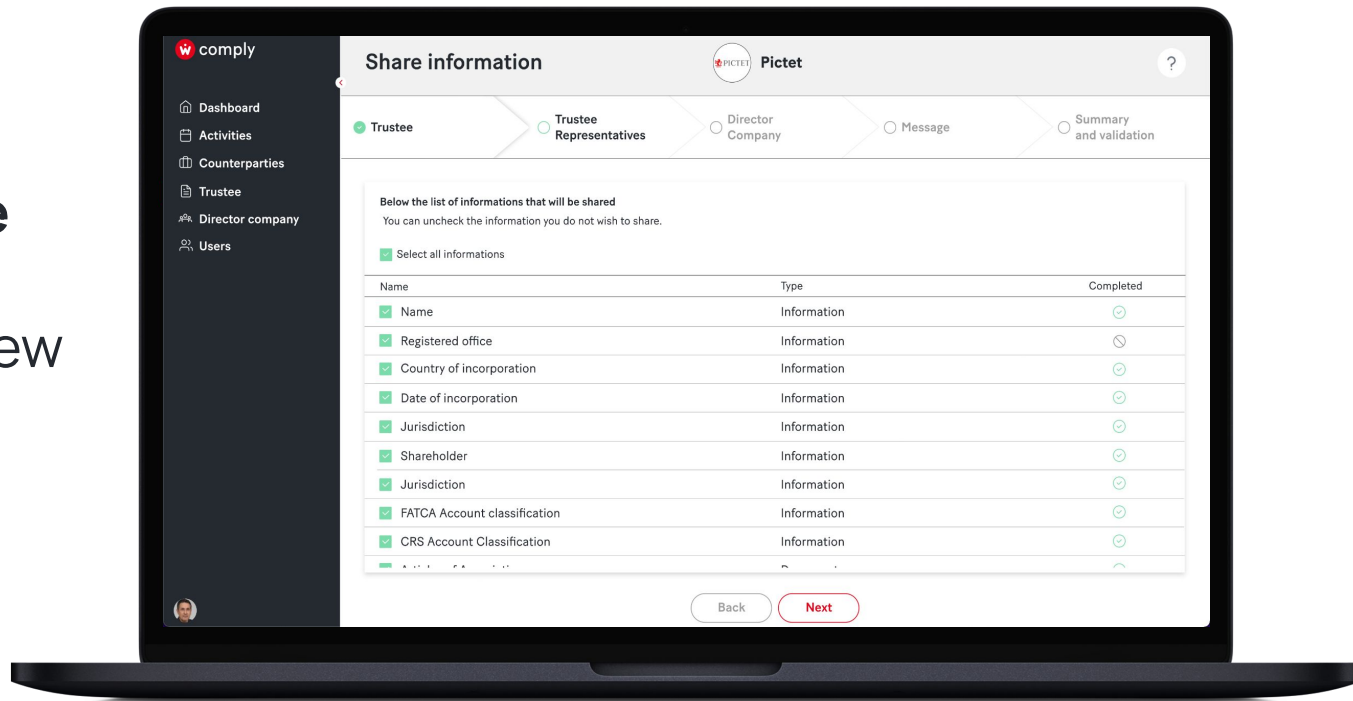 comply
Share information
PICTET
Pictet
?
Dashboard
Activities
Counterparties
Trustee
Director company
Users
Trustee
Trustee
Representatives
Director
Company
Message
Summary
and validation
Below the list of informations that will be shared
You can uncheck the information you do not wish to share.
Select all informations
Name Type Completed
Name Information
Registered office Information
Country of incorporation Information
Date of incorporation Information
Jurisdiction Information
Shareholder Information
Jurisdiction Information
FATCA Account classification Information
CRS Account Classification Information
Back Next